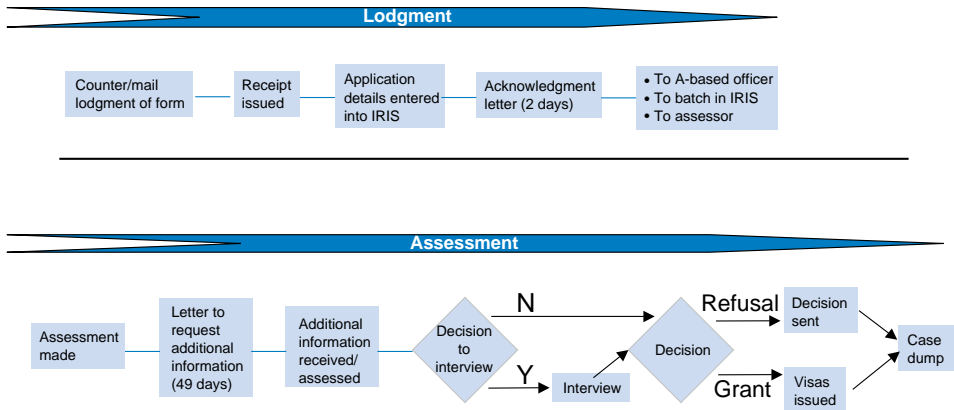 Lodgment
Counter/mail
lodgment of form
Receipt
issued
Application
details entered
into IRIS
Acknowledgment
letter (2 days)
• To A-based officer
• To batch in IRIS
• To assessor
Assessment
Assessment
made
Letter to
request
additional
information
(49 days)
Additional
information
received/
assessed
Decision
to
interview
N
Y
Interview
Decision
Refusal
Grant
Decision
sent
Visas
issued
Case
dump